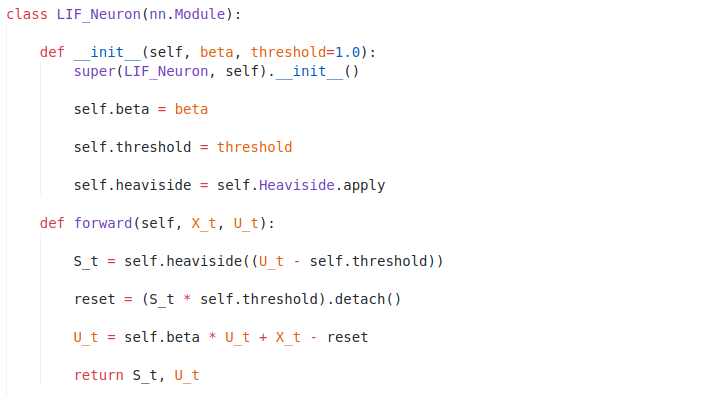 class LIF_Neuron(nn.Module):
def __init__(self, beta, threshold=1.0):
super(LIF_Neuron, self).__init__()
self.beta = beta
self.threshold = threshold
self.heaviside = self.Heaviside.apply
def forward(self, X_t, U_t):
S_t = self.heaviside((U_t - self.threshold))
reset = (S_t * self.threshold).detach()
U_t = self.beta * U_t + X_t - reset
return S_t, U_t